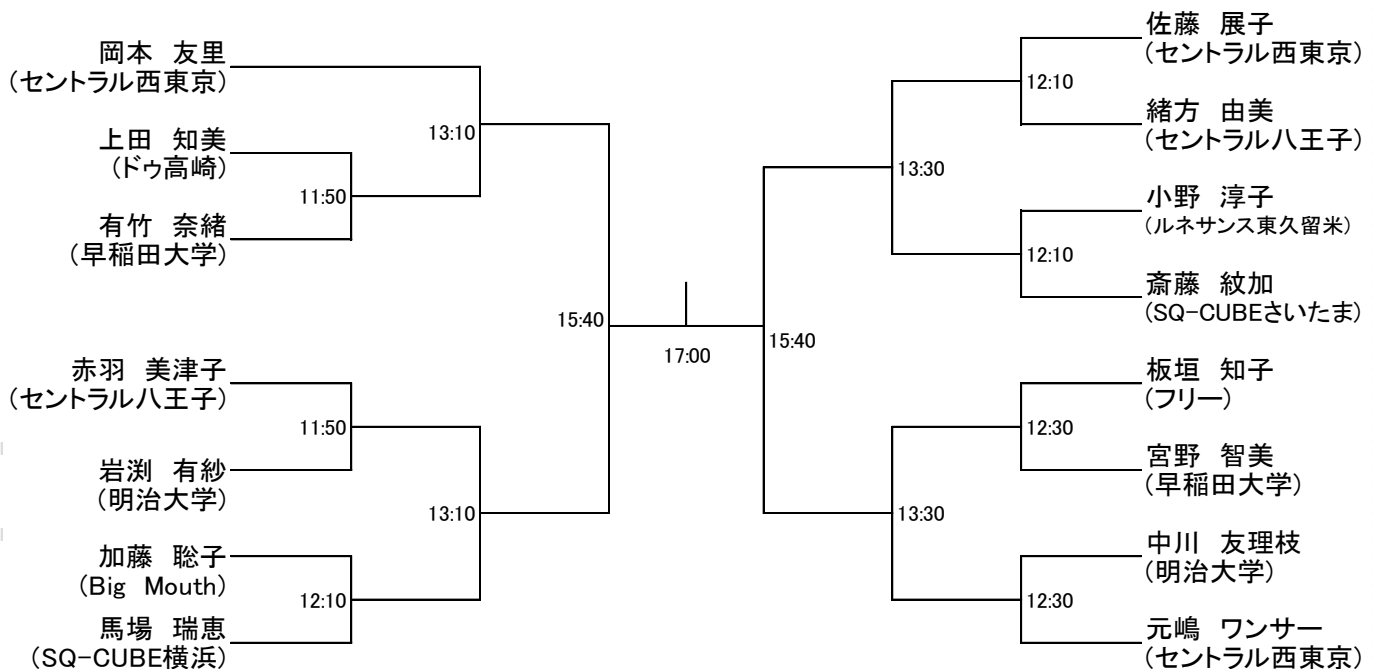 岡本　友里
(セントラル西東京)
13:10
上田　知美
(ドゥ高崎)
11:50
有竹　奈緒
(早稲田大学)
15:40
赤羽　美津子
(セントラル八王子)
11:50
岩渕　有紗
(明治大学)
13:10
加藤　聡子
(Big　Mouth)
12:10
馬場　瑞恵
(SQ-CUBE横浜)
17:00
佐藤　展子
(セントラル西東京)
12:10
緒方　由美
(セントラル八王子)
13:30
小野　淳子
(ルネサンス東久留米)
12:10
斎藤　紋加
(SQ-CUBEさいたま)
15:40
板垣　知子
(フリー)
12:30
宮野　智美
(早稲田大学)
13:30
中川　友理枝
(明治大学)
12:30
元嶋　ワンサー
(セントラル西東京)